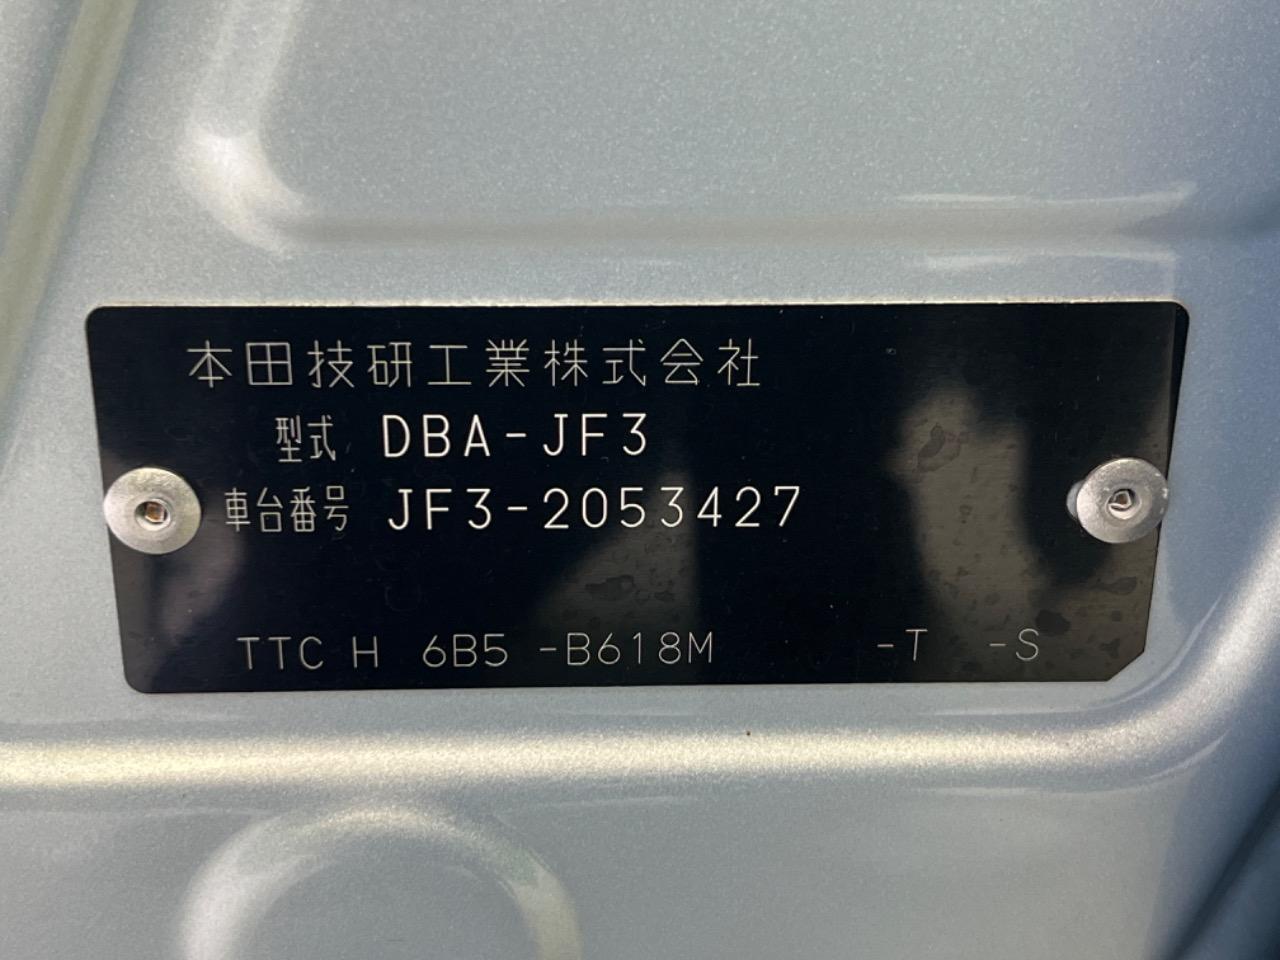 本田技研工業株式会社
型式 DBA-JF3
車台番号 JF3-2053427
TTC H 6B5 -B618M -T -S